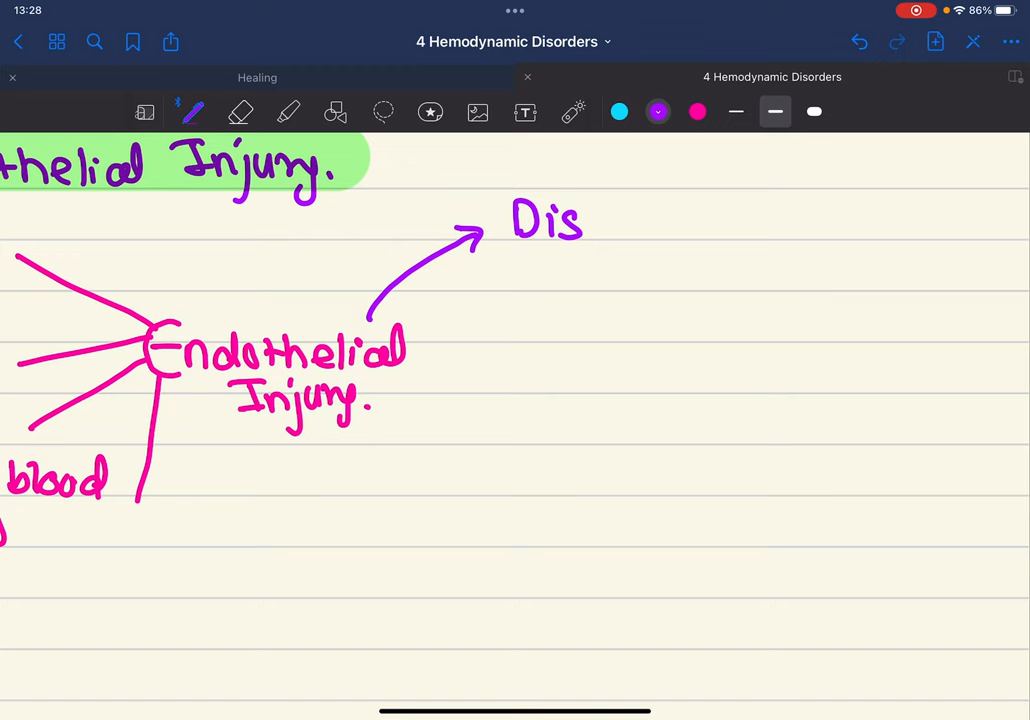 13:28
86%
4 Hemodynamic Disorders
Healing
4 Hemodynamic Disorders
T
thelial Injury.
Dis
Endothelial
Injury.
blood